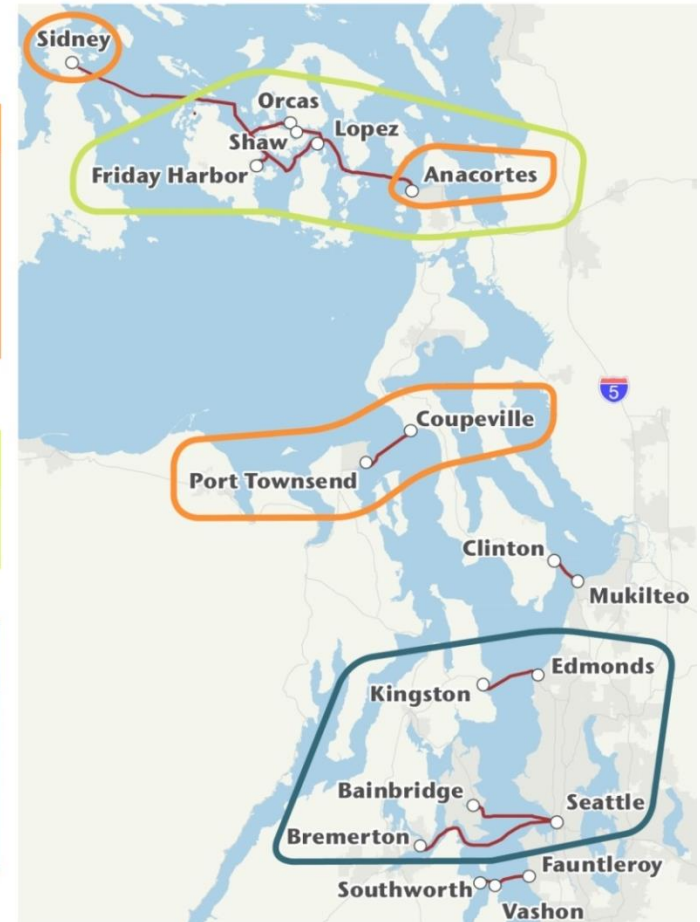 Sidney
Orcas
Shaw
Lopez
Friday Harbor
Anacortes
5
Coupeville
Port Townsend
Clinton
Mukilteo
Edmonds
Kingston
Bainbridge
Seattle
Bremerton
Fauntleroy
Southworth
Vashon